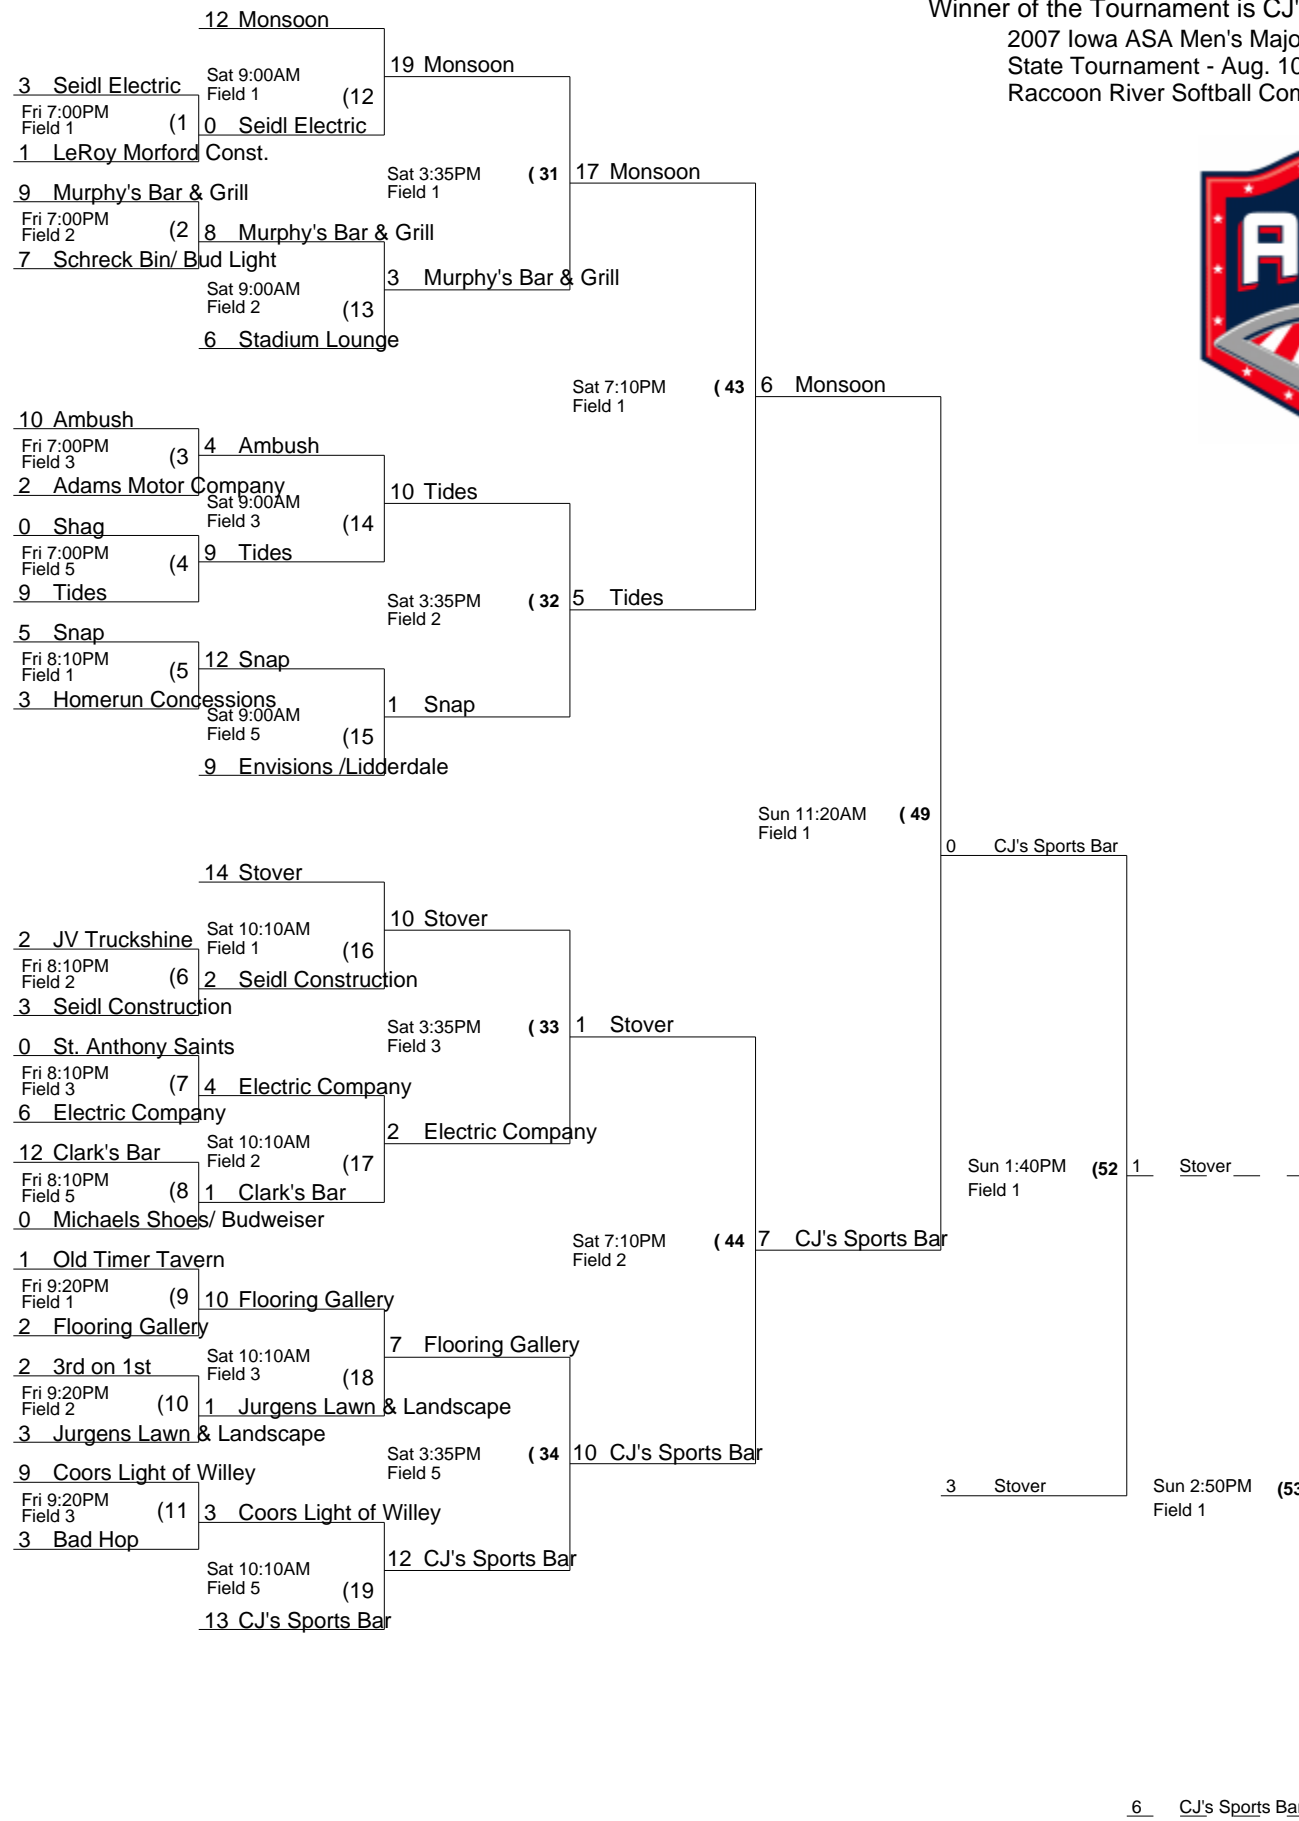 Winner of the Tournament is CJ'
2007 Iowa ASA Men's Majo
State Tournament - Aug. 10
Raccoon River Softball Com
12 Monsoon
19 Monsoon
3 Seidl Electric
Sat 9:00AM
Field 1 (12
Fri 7:00PM
Field 1 (1
0 Seidl Electric
1 LeRoy Morford Const.
Sat 3:35PM (31
Field 1
17 Monsoon
9 Murphy's Bar & Grill
Fri 7:00PM
Field 2 (2
8 Murphy's Bar & Grill
7 Schreck Bin/ Bud Light
3 Murphy's Bar & Grill
Sat 9:00AM
Field 2 (13
6 Stadium Lounge
Sat 7:10PM (43
Field 1
6 Monsoon
10 Ambush
Fri 7:00PM
Field 3 (3
4 Ambush
2 Adams Motor Company
10 Tides
Sat 9:00AM
Field 3 (14
0 Shag
Fri 7:00PM
Field 5 (4
9 Tides
9 Tides
Sat 3:35PM (32
Field 2
5 Tides
5 Snap
Fri 8:10PM
Field 1 (5
12 Snap
3 Homerun Concessions
1 Snap
Sat 9:00AM
Field 5 (15
9 Envisions /Lidderdale
Sun 11:20AM (49
Field 1
0 CJ's Sports Bar
14 Stover
10 Stover
2 JV Truckshine
Sat 10:10AM
Field 1 (16
Fri 8:10PM
Field 2 (6
2 Seidl Construction
3 Seidl Construction
Sat 3:35PM (33
Field 3
1 Stover
0 St. Anthony Saints
Fri 8:10PM
Field 3 (7
4 Electric Company
6 Electric Company
2 Electric Company
Sat 10:10AM
Field 2 (17
12 Clark's Bar
Fri 8:10PM
Field 5 (8
1 Clark's Bar
0 Michaels Shoes/ Budweiser
Sun 1:40PM (52
Field 1
1 Stover
Sat 7:10PM (44
Field 2
7 CJ's Sports Bar
1 Old Timer Tavern
Fri 9:20PM
Field 1 (9
10 Flooring Gallery
2 Flooring Gallery
7 Flooring Gallery
Sat 10:10AM
Field 3 (18
2 3rd on 1st
Fri 9:20PM
Field 2 (10
1 Jurgens Lawn & Landscape
3 Jurgens Lawn & Landscape
Sat 3:35PM (34
Field 5
10 CJ's Sports Bar
9 Coors Light of Willey
Fri 9:20PM
Field 3 (11
3 Coors Light of Willey
3 Bad Hop
12 CJ's Sports Bar
Sat 10:10AM
Field 5 (19
13 CJ's Sports Bar
3 Stover
Sun 2:50PM (53
Field 1
6 CJ's Sports Bar